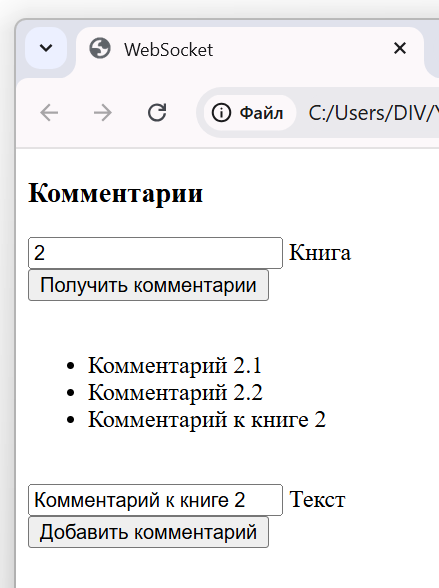 WebSocket
Файл C:/Users/DIV/
Комментарии
2 Книга
Получить комментарии
Комментарий 2.1
Комментарий 2.2
Комментарий к книге 2
Комментарий к книге 2 Текст
Добавить комментарий